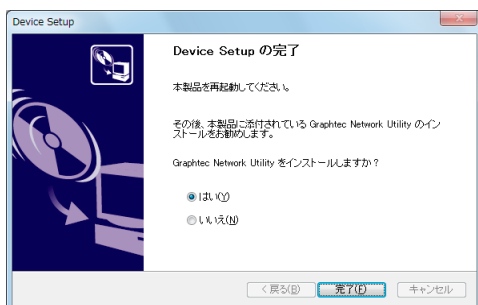 Device Setup
Device Setup の完了
本製品を再起動してください。
その後、本製品に添付されている Graphtec Network Utility のイン
ストールをお勧めします。
Graphtec Network Utility をインストールしますか？
はい(Y)
いいえ(N)
< 戻る(B)
完了(F)
キャンセル